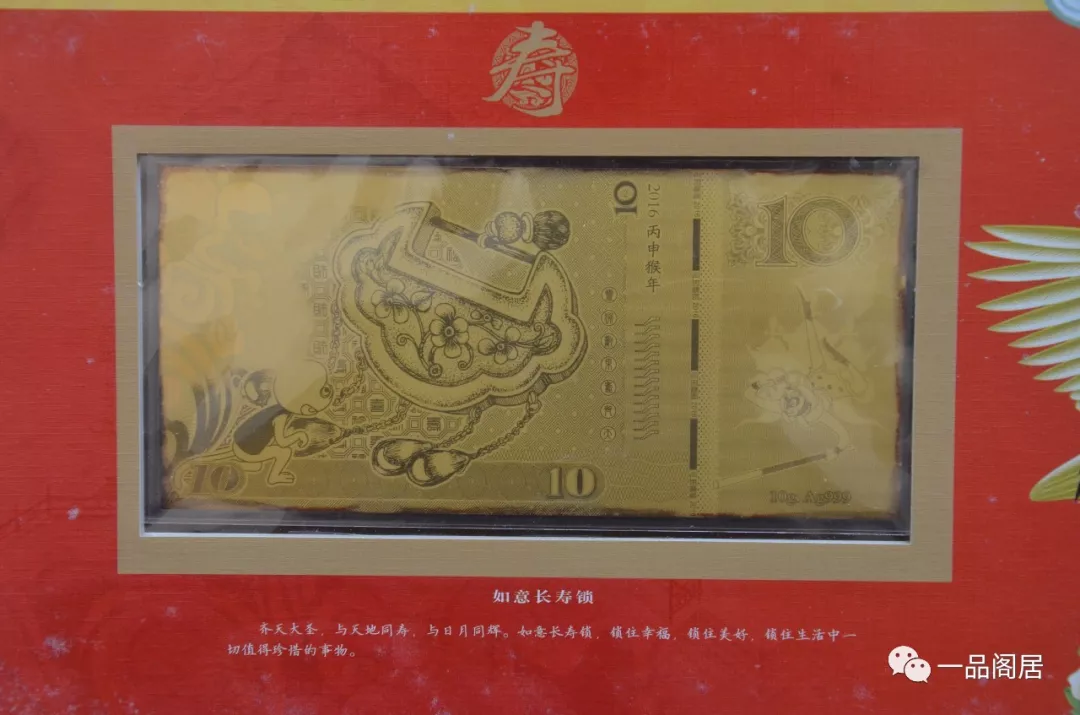 寿
10
2016 丙申猴年
10
10
10
10g Ag999
如意长寿锁
齐天大圣，与天地同寿，与日月同辉。如意长寿锁，锁住幸福，锁住美好，锁住生活中一
切值得珍惜的事物。
一品阁居